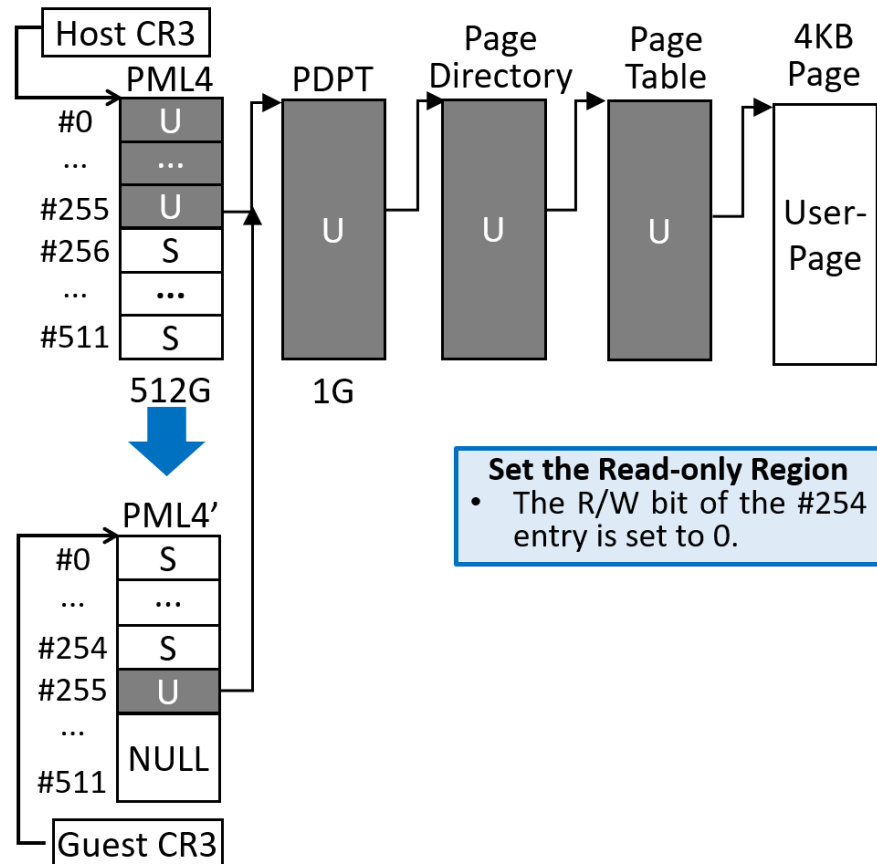 Host CR3
PML4
PDPT
Page
Directory
Page
Table
4KB
Page
#0
U
...
...
#255
U
#256
S
...
...
#511
S
U
U
U
User-
Page
512G
1G
Set the Read-only Region
• The R/W bit of the #254
entry is set to 0.
PML4’
#0
S
...
...
#254
S
#255
U
...
NULL
#511
Guest CR3